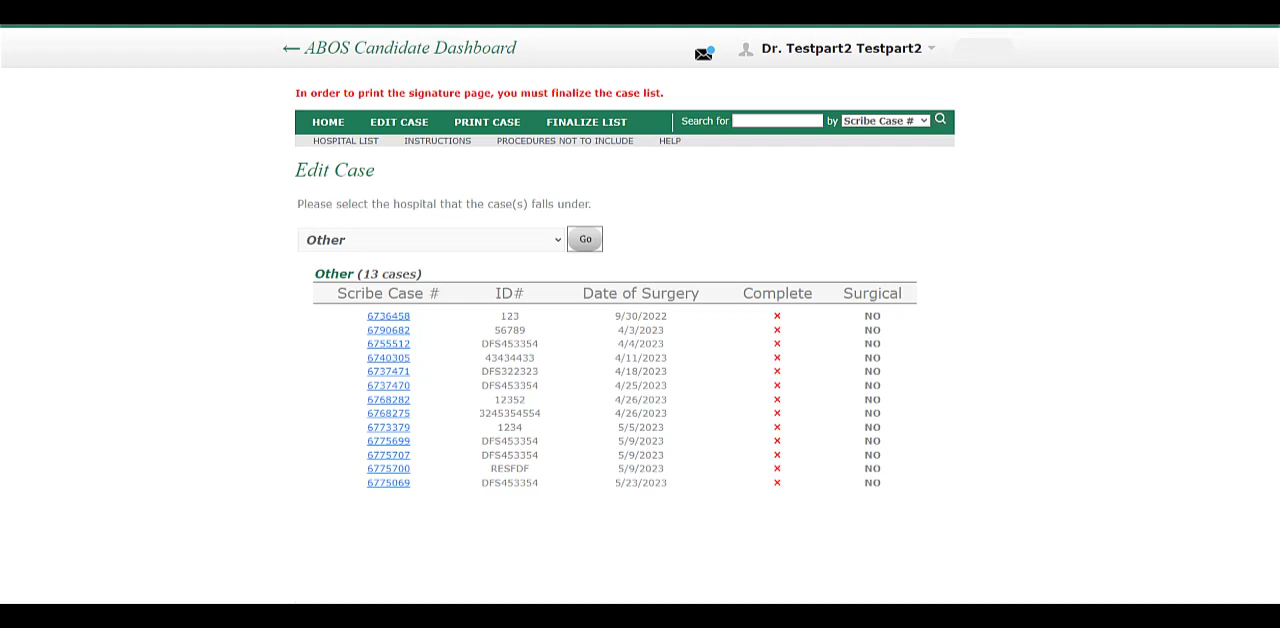 ← ABOS Candidate Dashboard
Dr. Testpart2 Testpart2
In order to print the signature page, you must finalize the case list.
HOME EDIT CASE PRINT CASE FINALIZE LIST Search for by Scribe Case #
HOSPITAL LIST INSTRUCTIONS PROCEDURES NOT TO INCLUDE HELP
Edit Case
Please select the hospital that the case(s) falls under.
Other Go
Other (13 cases)
Scribe Case # ID# Date of Surgery Complete Surgical
6736458 123 9/30/2022 × NO
6790682 56789 4/3/2023 × NO
6755512 DFS453354 4/4/2023 × NO
6740305 43434433 4/11/2023 × NO
6737471 DFS322323 4/18/2023 × NO
6737470 DFS453354 4/25/2023 × NO
6768282 12352 4/26/2023 × NO
6768275 3245354554 4/26/2023 × NO
6773379 1234 5/5/2023 × NO
6775699 DFS453354 5/9/2023 × NO
6775707 DFS453354 5/9/2023 × NO
6775700 RESFDF 5/9/2023 × NO
6775069 DFS453354 5/23/2023 × NO